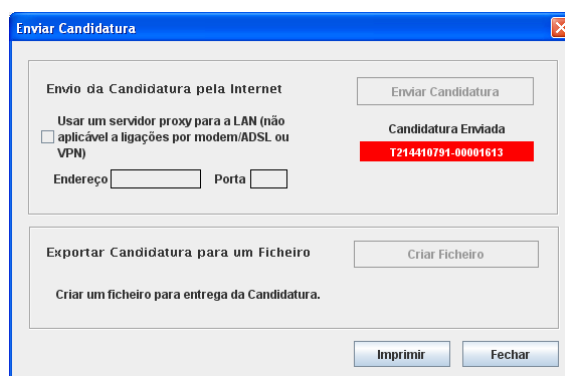 Enviar Candidatura
Envio da Candidatura pela Internet
Enviar Candidatura
Usar um servidor proxy para a LAN (não
aplicável a ligações por modem/ADSL ou
VPN)
Candidatura Enviada
T214410791-00001613
Endereço
Porta
Exportar Candidatura para um Ficheiro
Criar Ficheiro
Criar um ficheiro para entrega da Candidatura.
Imprimir
Fechar